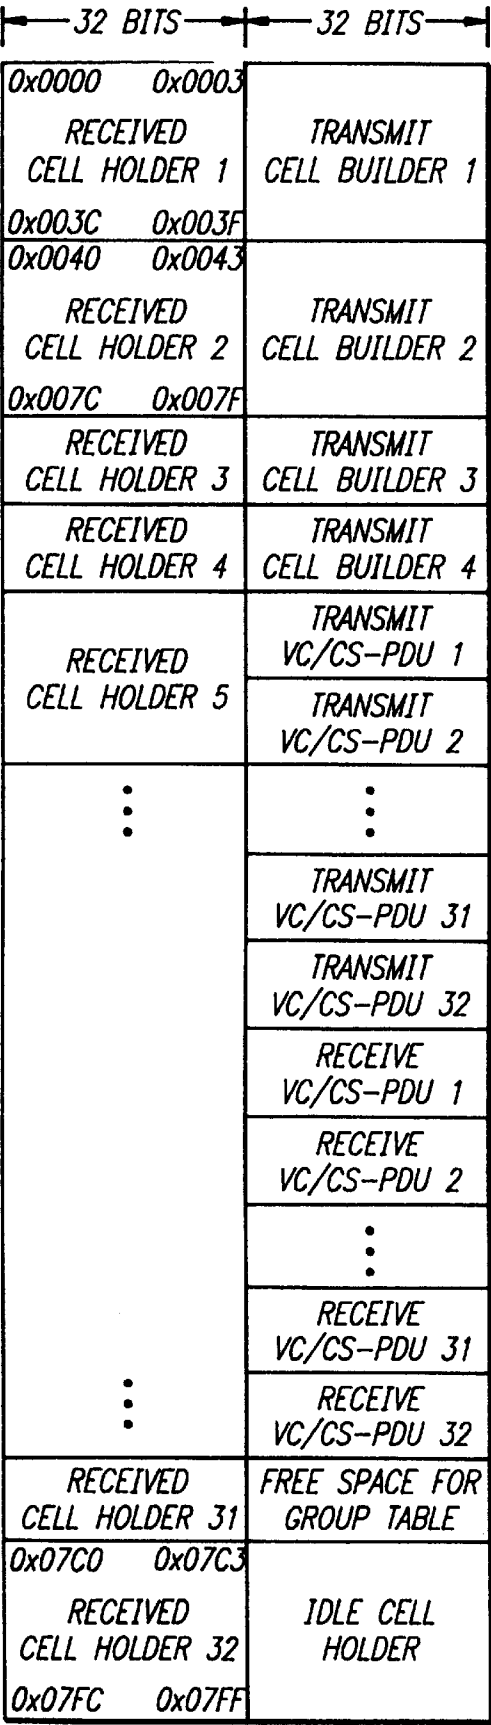 32 BITS 32 BITS
0x0000 0x0003
RECEIVED
CELL HOLDER 1
0x003C 0x003F
TRANSMIT
CELL BUILDER 1
0x0040 0x0043
RECEIVED
CELL HOLDER 2
0x007C 0x007F
TRANSMIT
CELL BUILDER 2
RECEIVED
CELL HOLDER 3
TRANSMIT
CELL BUILDER 3
RECEIVED
CELL HOLDER 4
TRANSMIT
CELL BUILDER 4
RECEIVED
CELL HOLDER 5
TRANSMIT
VC/CS-PDU 1
TRANSMIT
VC/CS-PDU 2
TRANSMIT
VC/CS-PDU 31
TRANSMIT
VC/CS-PDU 32
RECEIVE
VC/CS-PDU 1
RECEIVE
VC/CS-PDU 2
RECEIVE
VC/CS-PDU 31
RECEIVE
VC/CS-PDU 32
RECEIVED
CELL HOLDER 31
FREE SPACE FOR
GROUP TABLE
0x07C0 0x07C3
RECEIVED
CELL HOLDER 32
0x07FC 0x07FF
IDLE CELL
HOLDER